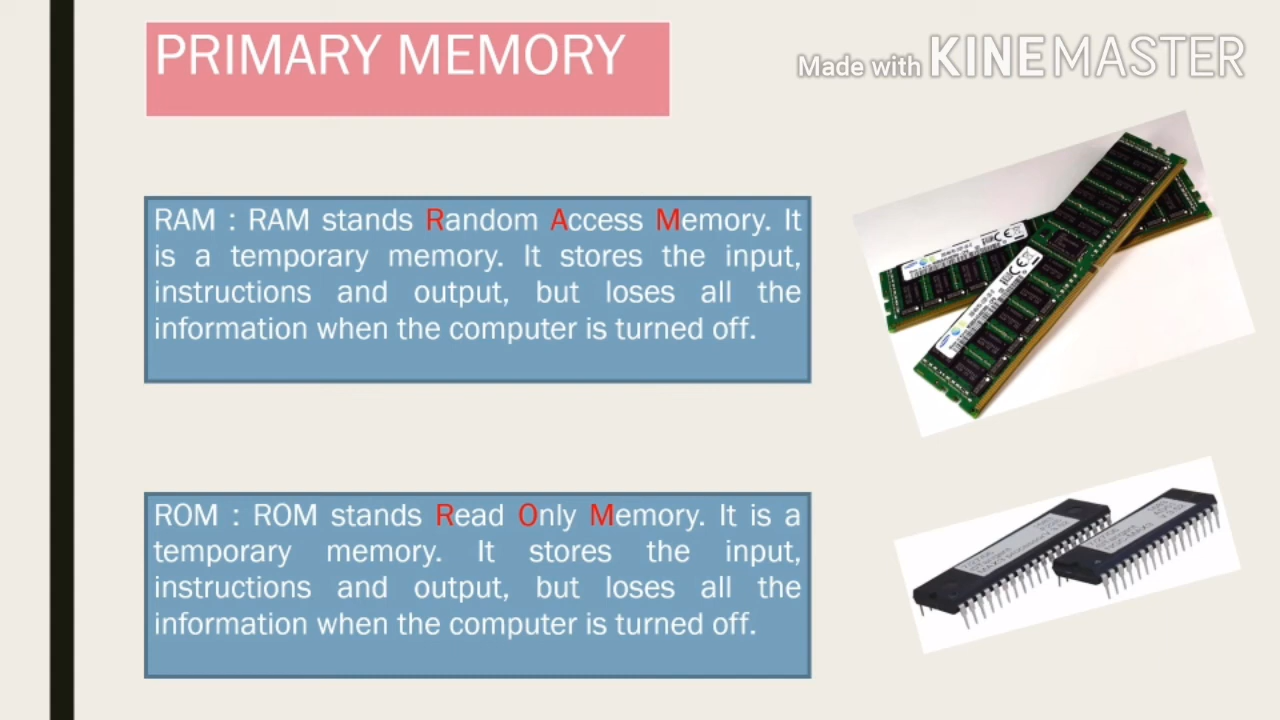 PRIMARY MEMORY
Made with KINEMASTER
RAM : RAM stands Random Access Memory. It
is a temporary memory. It stores the input,
instructions and output, but loses all the
information when the computer is turned off.
ROM : ROM stands Read Only Memory. It is a
temporary memory. It stores the input,
instructions and output, but loses all the
information when the computer is turned off.